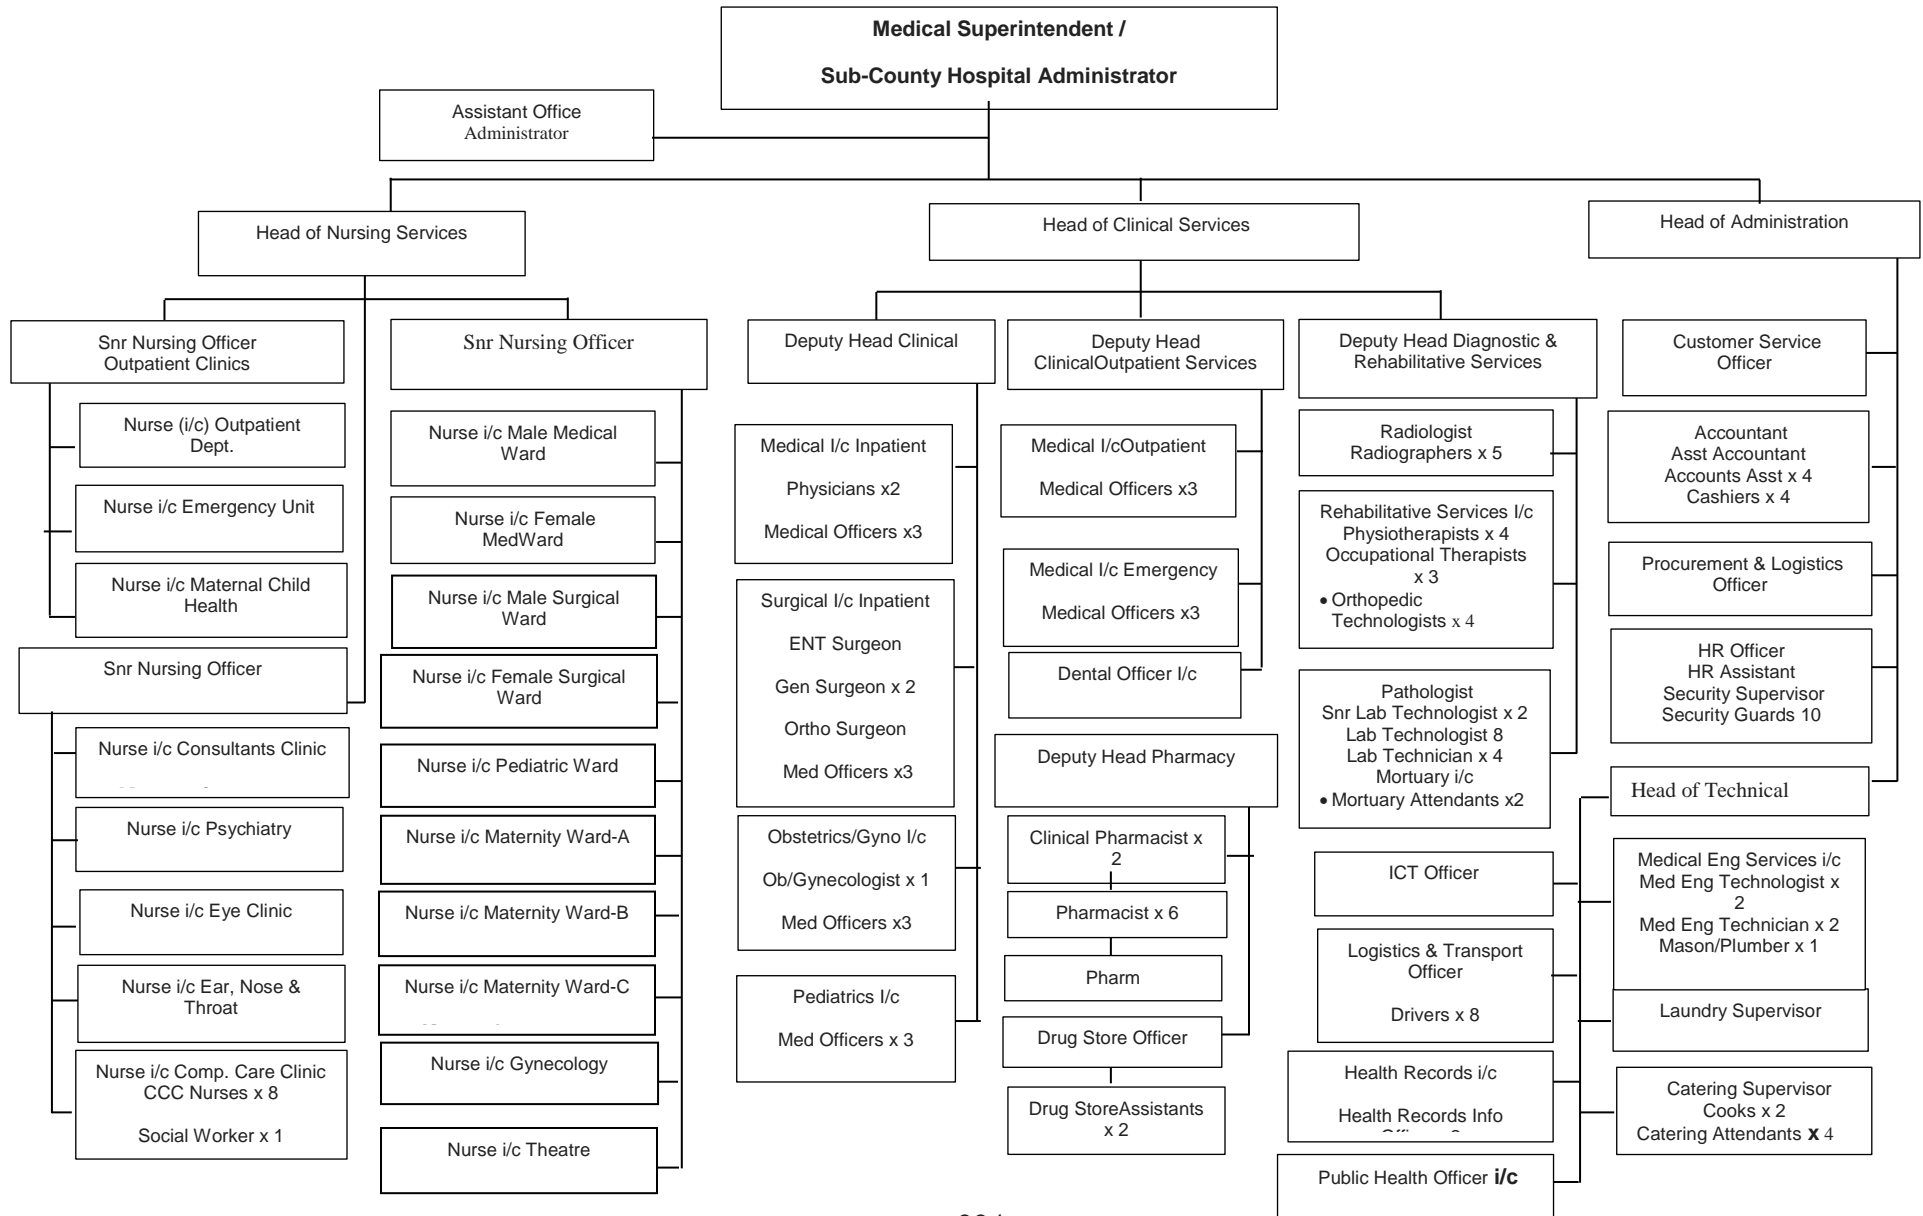 Medical Superintendent /
Sub-County Hospital Administrator
Assistant Office
Administrator
Head of Nursing Services
Head of Clinical Services
Head of Administration
Snr Nursing Officer
Outpatient Clinics
Nurse (i/c) Outpatient
Dept.
Nurse i/c Emergency Unit
Nurse i/c Maternal Child
Health
Snr Nursing Officer
Nurse i/c Consultants Clinic
Nurse i/c Psychiatry
Nurse i/c Eye Clinic
Nurse i/c Ear, Nose &
Throat
Nurse i/c Comp. Care Clinic
CCC Nurses x 8
Social Worker x 1
Snr Nursing Officer
Nurse i/c Male Medical
Ward
Nurse i/c Female
MedWard
Nurse i/c Male Surgical
Ward
Nurse i/c Female Surgical
Ward
Nurse i/c Pediatric Ward
Nurse i/c Maternity Ward-A
Nurse i/c Maternity Ward-B
Nurse i/c Maternity Ward-C
Nurse i/c Gynecology
Nurse i/c Theatre
Deputy Head Clinical
Medical I/c Inpatient
Physicians x2
Medical Officers x3
Surgical I/c Inpatient
ENT Surgeon
Gen Surgeon x 2
Ortho Surgeon
Med Officers x3
Obstetrics/Gyno I/c
Ob/Gynecologist x 1
Med Officers x3
Pediatrics I/c
Med Officers x 3
Deputy Head
ClinicalOutpatient Services
Medical I/cOutpatient
Medical Officers x3
Medical I/c Emergency
Medical Officers x3
Dental Officer I/c
Deputy Head Pharmacy
Clinical Pharmacist x
2
Pharmacist x 6
Pharm
Drug Store Officer
Drug StoreAssistants
x 2
Deputy Head Diagnostic &
Rehabilitative Services
Radiologist
Radiographers x 5
Rehabilitative Services I/c
Physiotherapists x 4
Occupational Therapists
x 3
• Orthopedic
Technologists x 4
Pathologist
Snr Lab Technologist x 2
Lab Technologist 8
Lab Technician x 4
Mortuary i/c
• Mortuary Attendants x2
Customer Service
Officer
Accountant
Asst Accountant
Accounts Asst x 4
Cashiers x 4
Procurement & Logistics
Officer
HR Officer
HR Assistant
Security Supervisor
Security Guards 10
Head of Technical
ICT Officer
Logistics & Transport
Officer
Drivers x 8
Health Records i/c
Health Records Info
Public Health Officer i/c
Medical Eng Services i/c
Med Eng Technologist x
2
Med Eng Technician x 2
Mason/Plumber x 1
Laundry Supervisor
Catering Supervisor
Cooks x 2
Catering Attendants x 4